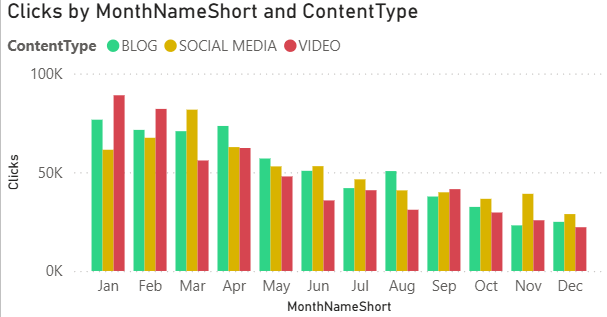 Clicks by MonthNameShort and ContentType
ContentType BLOG SOCIAL MEDIA VIDEO
100K
50K
0K
Clicks
Jan Feb Mar Apr May Jun Jul Aug Sep Oct Nov Dec
MonthNameShort